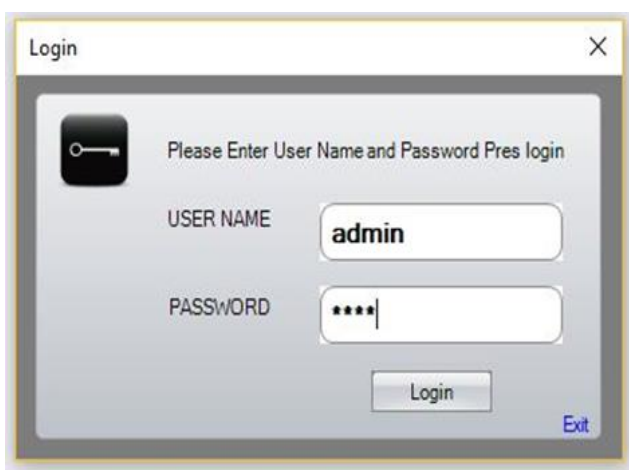 Login
Please Enter User Name and Password Pres login
USER NAME
admin
PASSWORD
****
Login
Exit